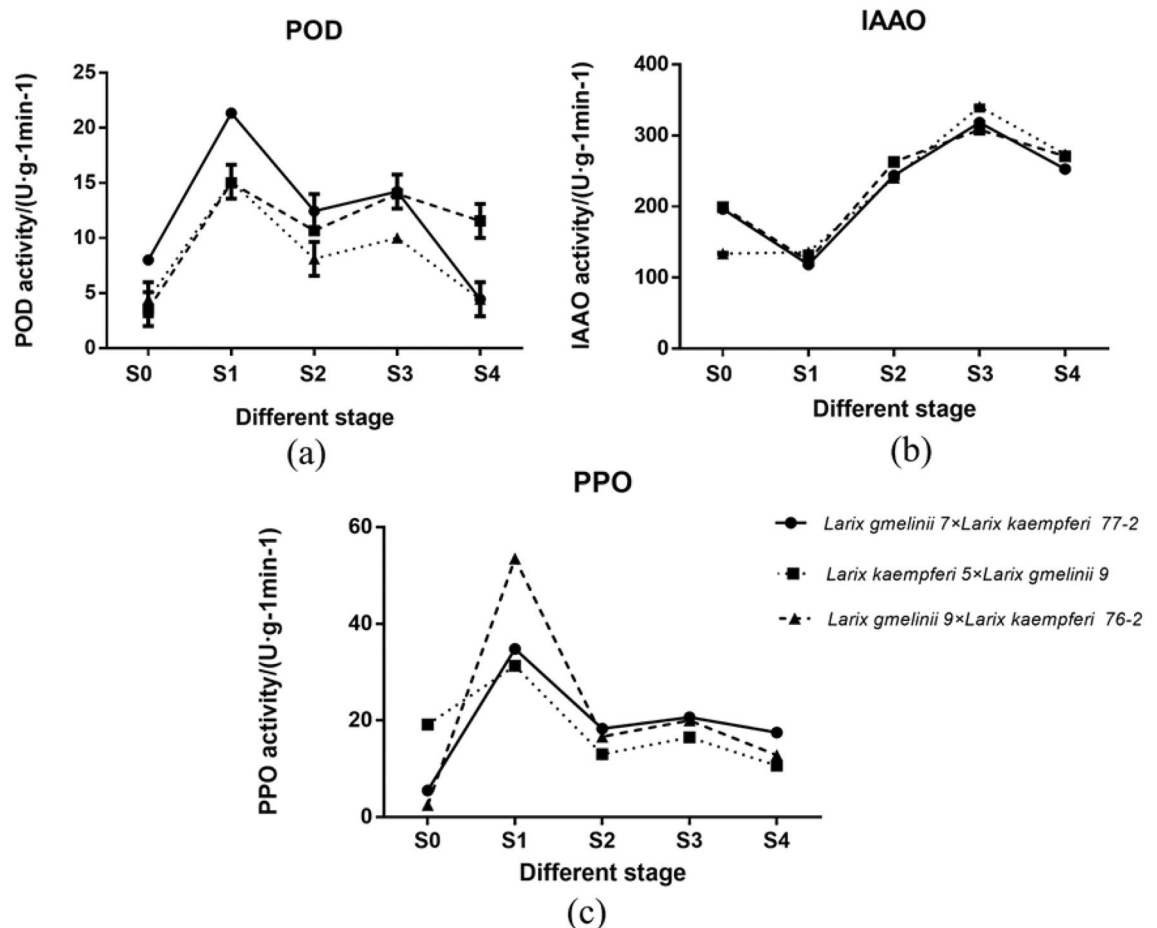 POD
POD activity/(U·g-1min-1)
25
20
15
10
5
0
S0 S1 S2 S3 S4
Different stage
(a)
IAAO
IAAO activity/(U·g-1min-1)
400
300
200
100
0
S0 S1 S2 S3 S4
Different stage
(b)
PPO
PPO activity/(U·g-1min-1)
60
40
20
0
S0 S1 S2 S3 S4
Different stage
(c)
Larix gmelinii 7×Larix kaempferi 77-2
Larix kaempferi 5×Larix gmelinii 9
Larix gmelinii 9×Larix kaempferi 76-2